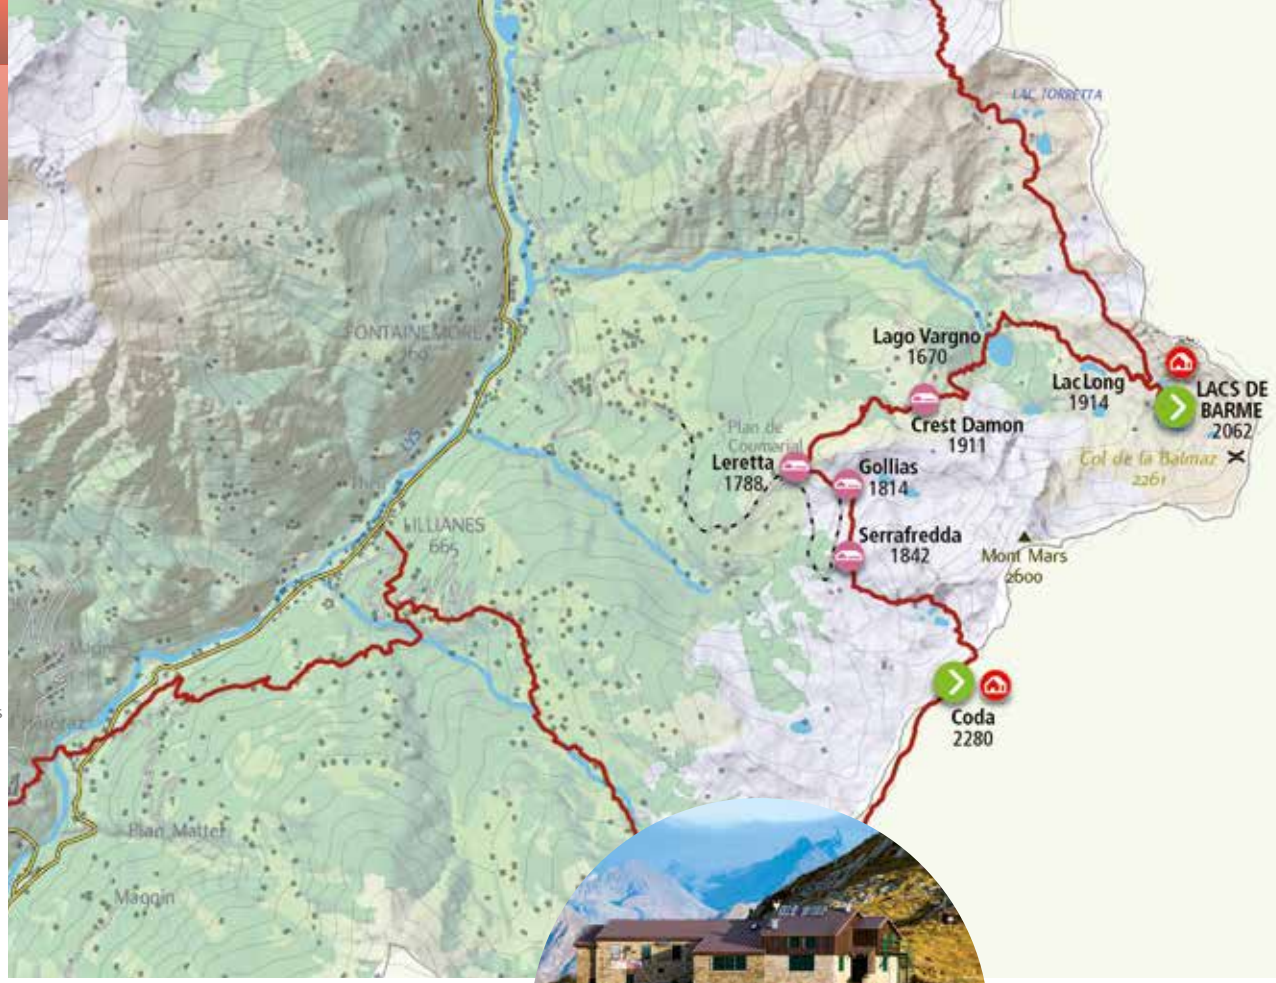 LAC TORRETTA
FONTAINEMORE
760
Lago Vargno
1670
Lac Long
1914
LACS DE
BARME
2062
Crest Damon
1911
Plan de
Coumarial
Leretta
1788
Gollias
1814
Col de la Balmaz
2261
LILLIANES
665
Serrafredda
1842
Mont Mars
2600
Coda
2280
Plan Matter